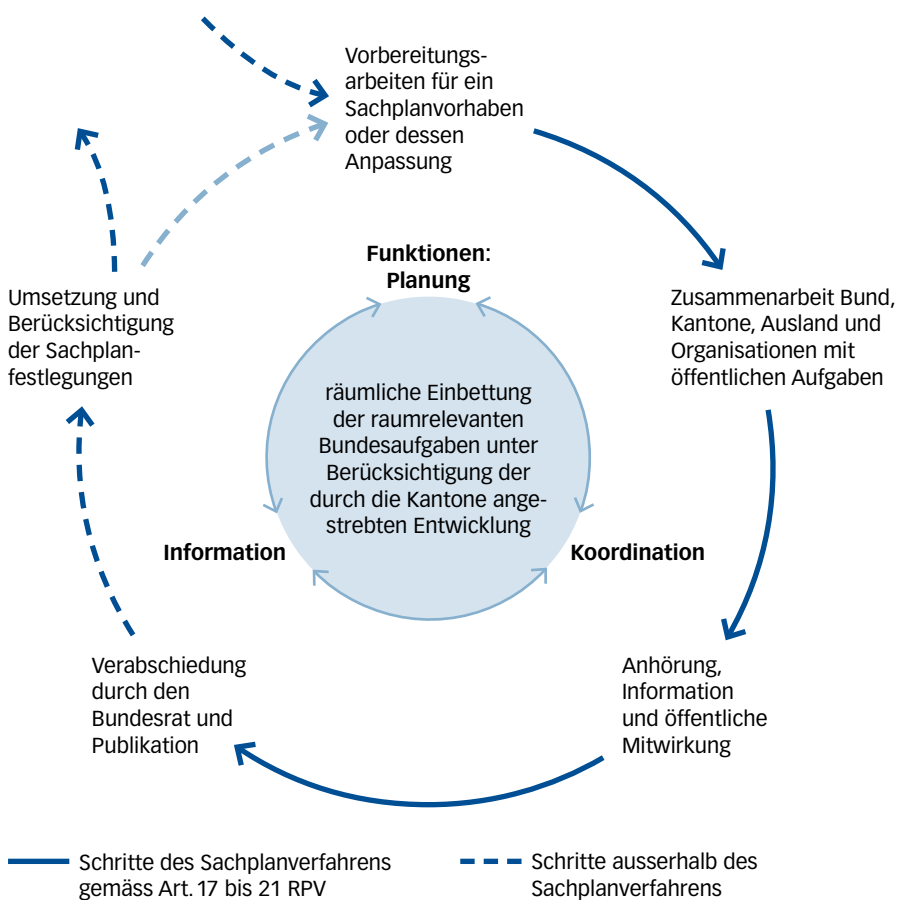 Vorbereitungs-
arbeiten für ein
Sachplanvorhaben
oder dessen
Anpassung
Funktionen:
Planung
Umsetzung und
Berücksichtigung
der Sachplan-
festlegungen
Zusammenarbeit Bund,
Kantone, Ausland und
Organisationen mit
öffentlichen Aufgaben
räumliche Einbettung
der raumrelevanten
Bundesaufgaben unter
Berücksichtigung der
durch die Kantone ange-
strebten Entwicklung
Information
Koordination
Verabschiedung
durch den
Bundesrat und
Publikation
Anhörung,
Information
und öffentliche
Mitwirkung
Schritte des Sachplanverfahrens
gemäss Art. 17 bis 21 RPV
Schritte ausserhalb des
Sachplanverfahrens